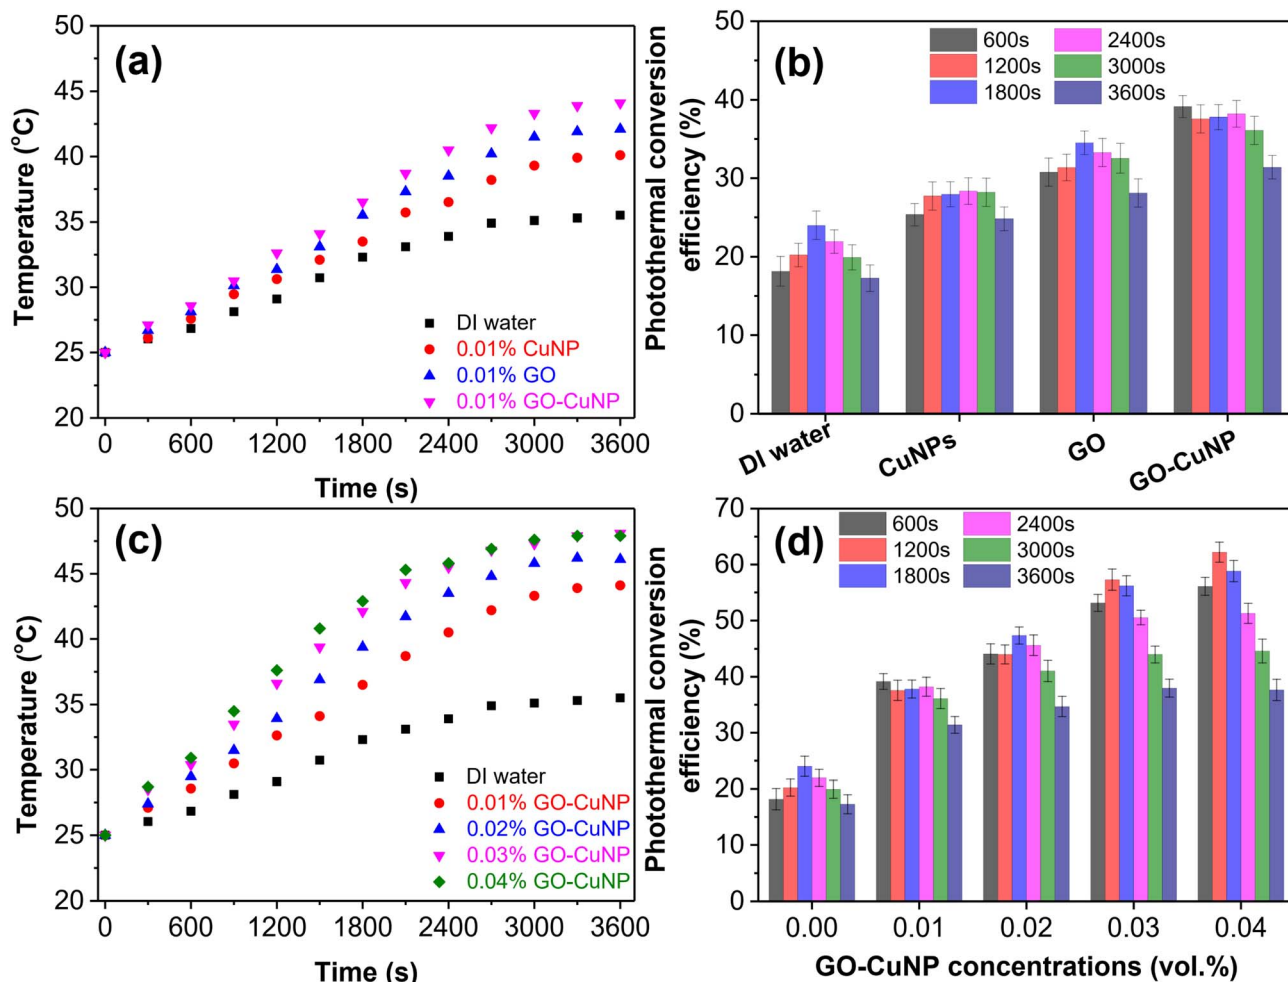 (a)
50
45
40
35
30
25
20
Temperature (°C)
DI water
0.01% CuNP
0.01% GO
0.01% GO-CuNP
0 600 1200 1800 2400 3000 3600
Time (s)
(b)
50
40
30
20
10
0
Photothermal conversion
efficiency (%)
600s 2400s
1200s 3000s
1800s 3600s
DI water CuNPs GO GO-CuNP
(c)
50
45
40
35
30
25
20
Temperature (°C)
DI water
0.01% GO-CuNP
0.02% GO-CuNP
0.03% GO-CuNP
0.04% GO-CuNP
0 600 1200 1800 2400 3000 3600
Time (s)
(d)
70
60
50
40
30
20
10
0
Photothermal conversion
efficiency (%)
600s 2400s
1200s 3000s
1800s 3600s
0.00 0.01 0.02 0.03 0.04
GO-CuNP concentrations (vol.%)